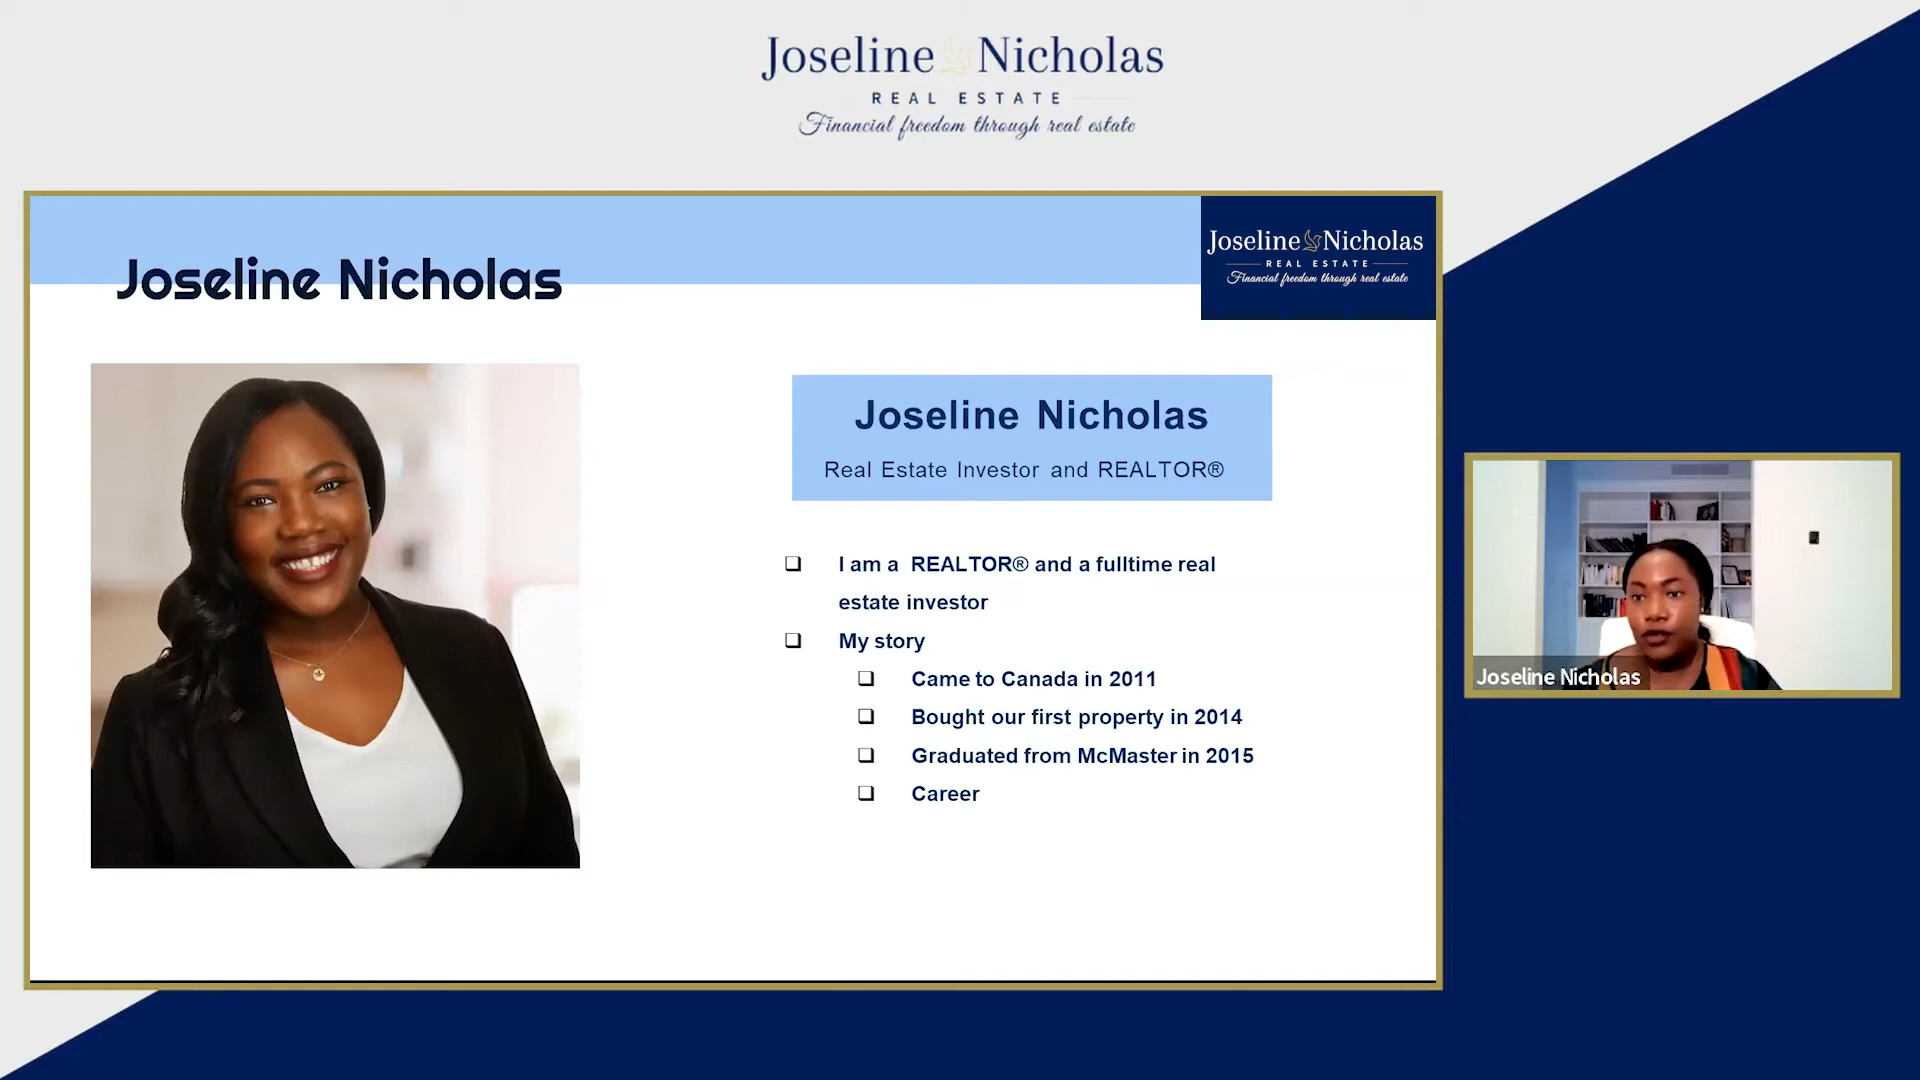 Joseline Nicholas
REAL ESTATE
Financial freedom through real estate
Joseline Nicholas
Joseline Nicholas
REAL ESTATE
Financial freedom through real estate
Joseline Nicholas
Real Estate Investor and REALTOR®
I am a REALTOR® and a fulltime real
estate investor
My story
Came to Canada in 2011
Bought our first property in 2014
Graduated from McMaster in 2015
Career
Joseline Nicholas